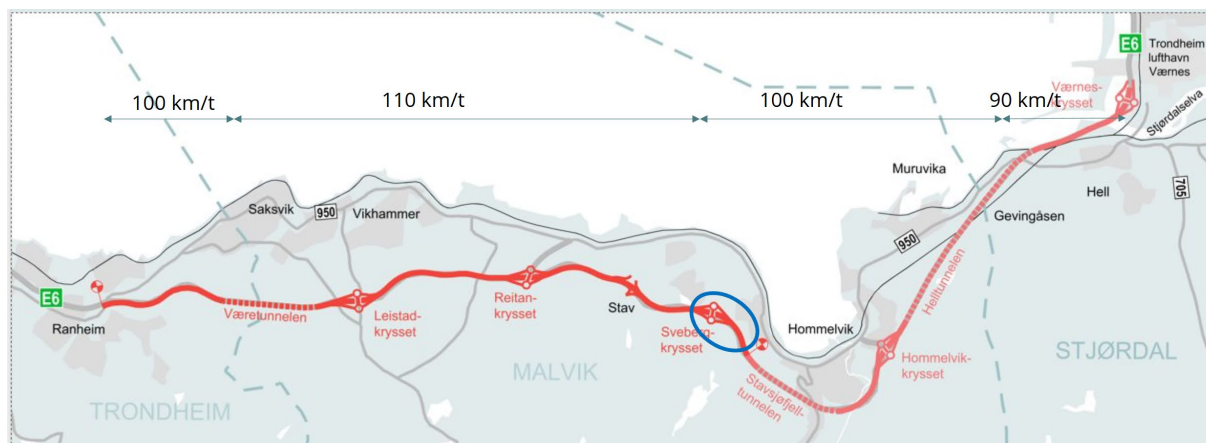 E6
Trondheim
lufthavn
Værnes
Værnes-
krysset
100 km/t
110 km/t
100 km/t
90 km/t
Stjørdalselva
Muruvika
Hell
705
Saksvik
950
Vikhammer
Gevingåsen
950
E6
Ranheim
Væretunnelen
Leistad-
krysset
Reitan-
krysset
Stav
Sveberg-
krysset
Hommelvik
Helltunnelen
Hommelvik-
krysset
STJØRDAL
MALVIK
Stavsjøfjell-
tunnelen
TRONDHEIM